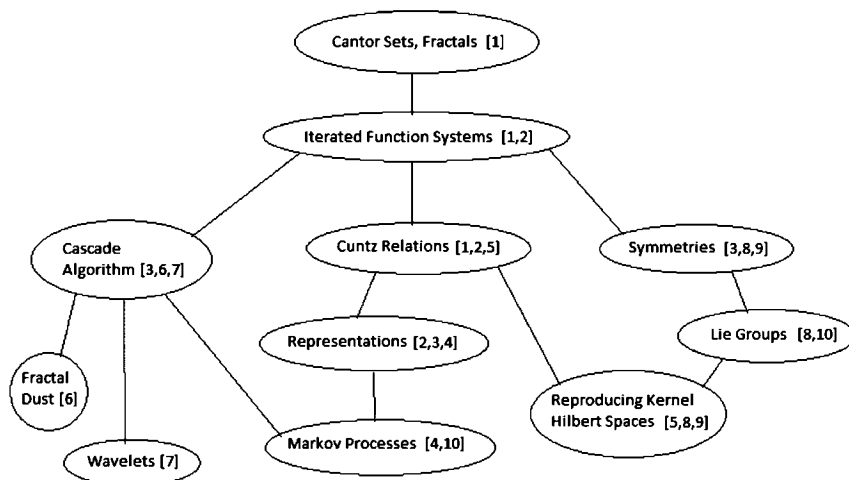 Cantor Sets, Fractals [1]
Iterated Function Systems [1,2]
Cascade
Algorithm [3,6,7]
Cuntz Relations [1,2,5]
Symmetries [3,8,9]
Representations [2,3,4]
Lie Groups [8,10]
Fractal
Dust [6]
Reproducing Kernel
Hilbert Spaces [5,8,9]
Wavelets [7]
Markov Processes [4,10]